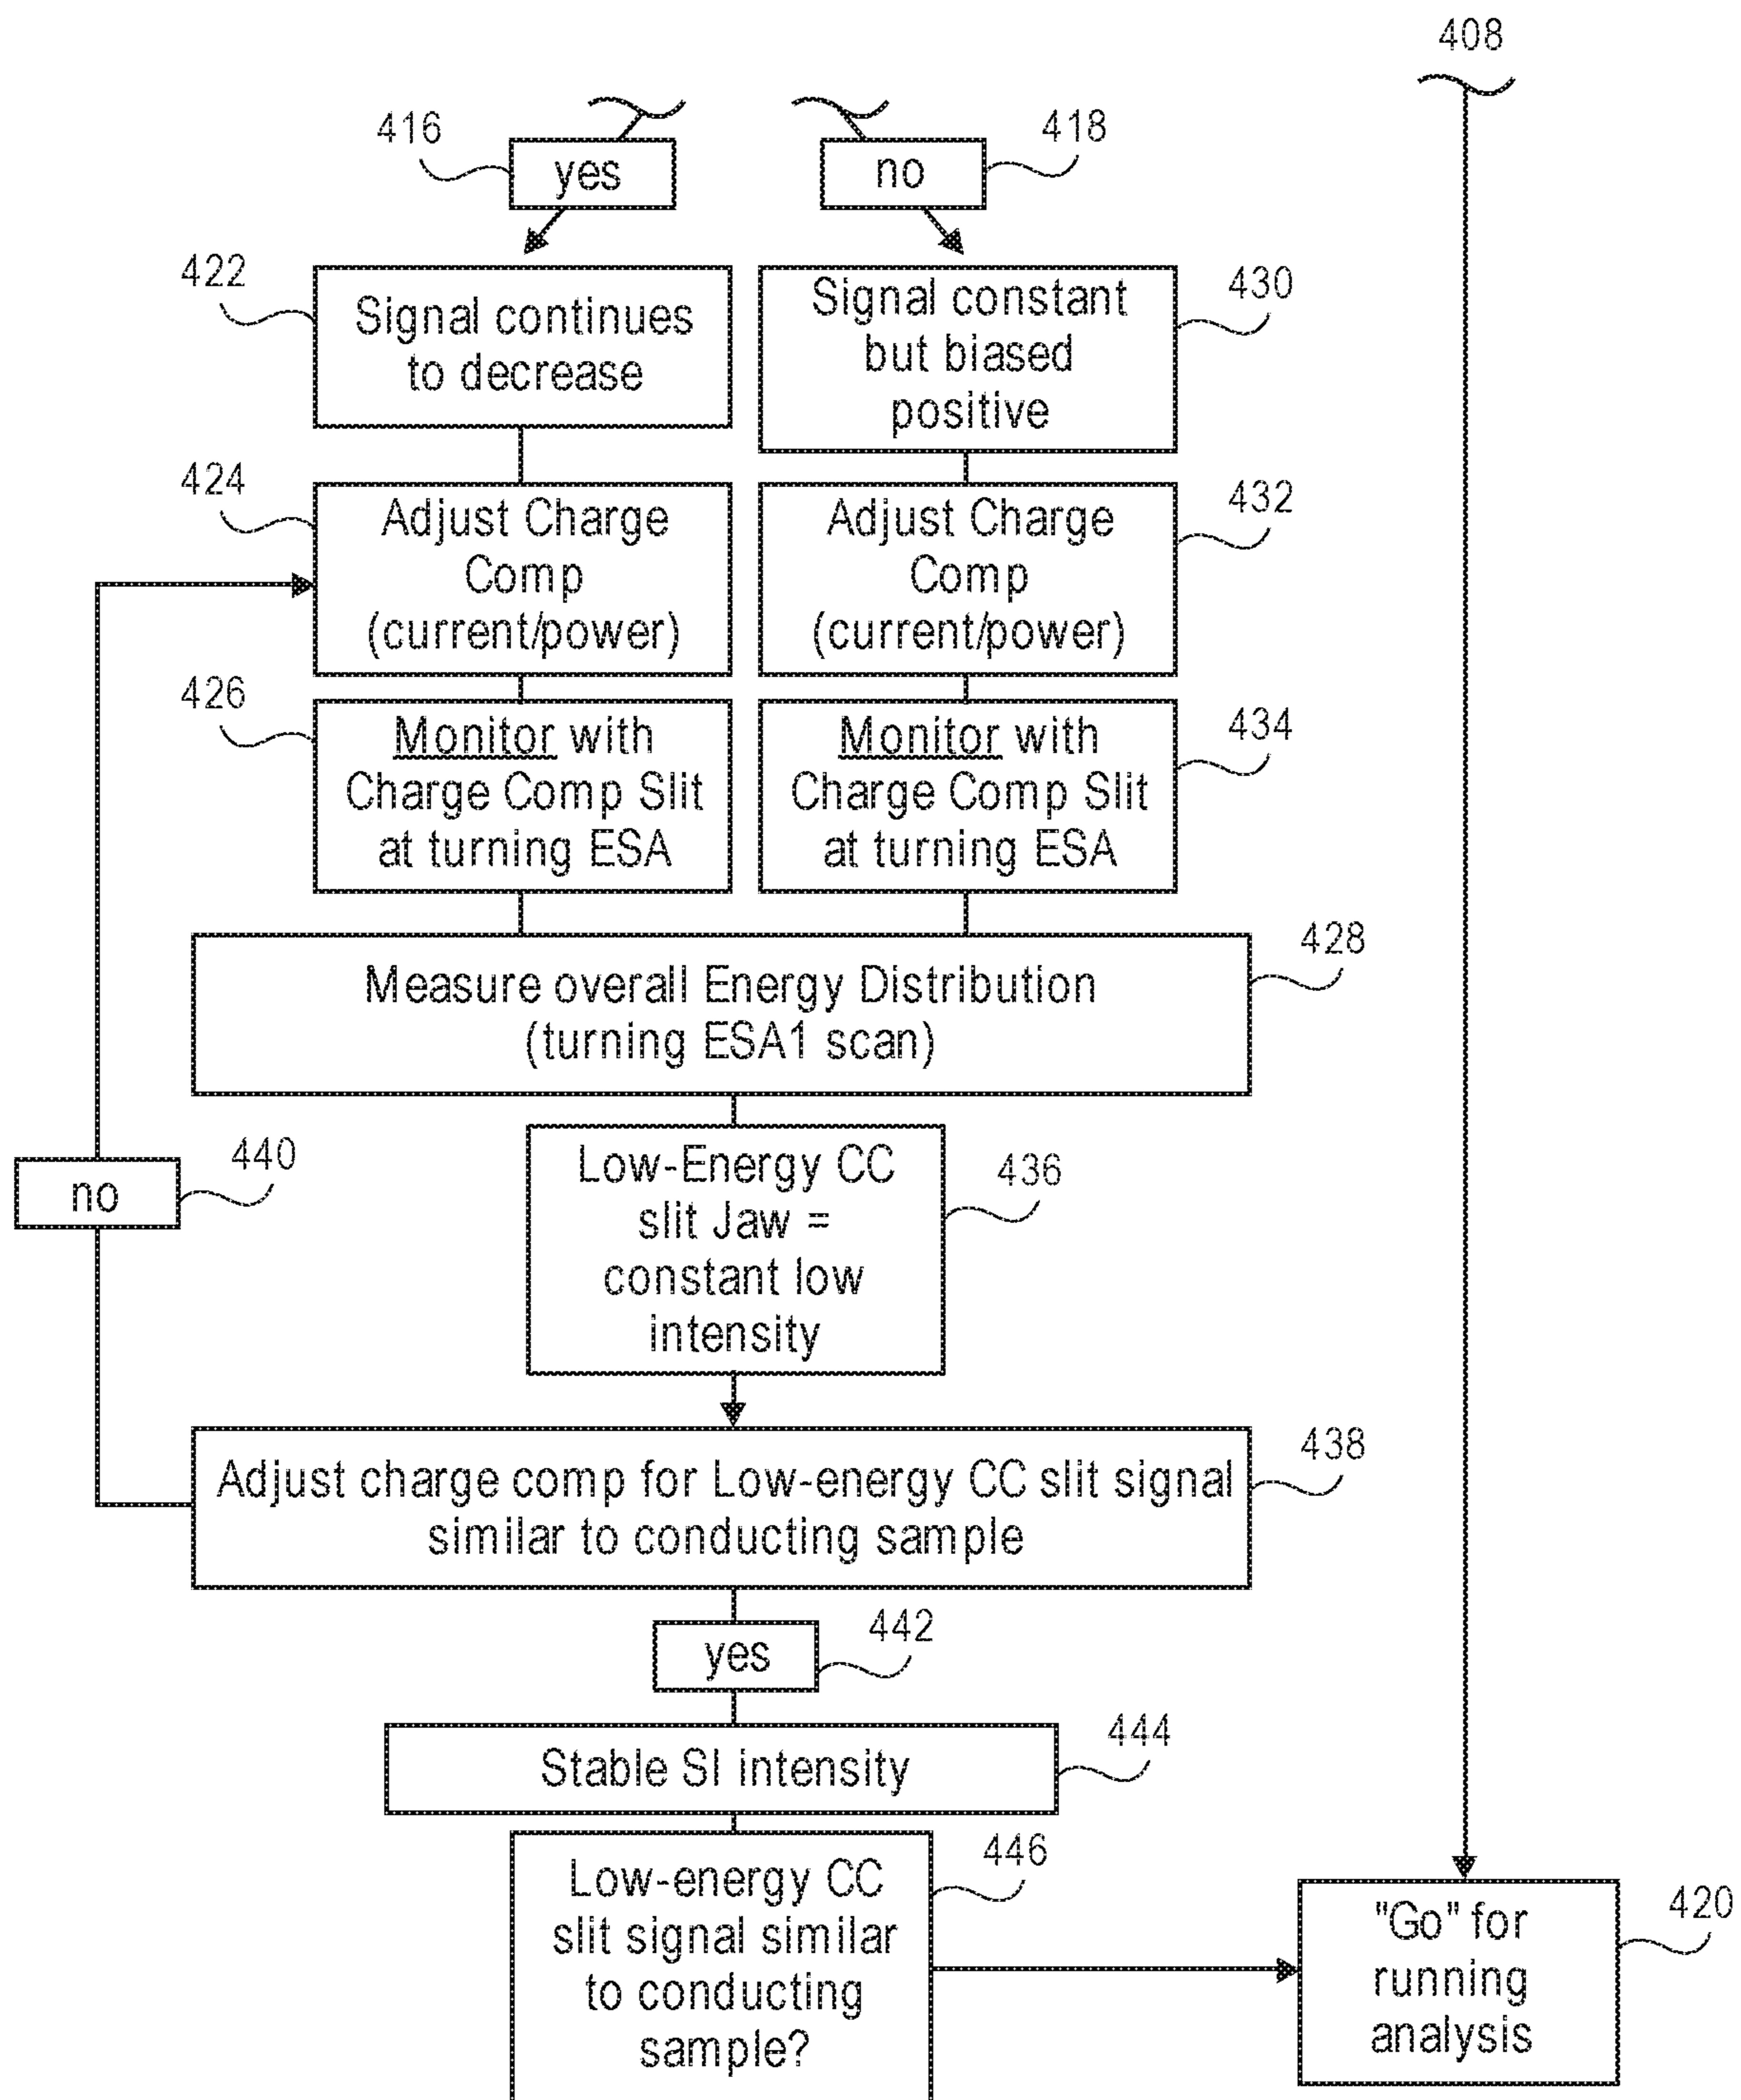 408
416
yes
no
418
422
Signal continues
to decrease
Signal constant
but biased
positive
430
424
Adjust Charge
Comp
(current/power)
Adjust Charge
Comp
(current/power)
432
426
Monitor with
Charge Comp Slit
at turning ESA
Monitor with
Charge Comp Slit
at turning ESA
434
Measure overall Energy Distribution
(turning ESA1 scan)
428
no
440
Low-Energy CC
slit Jaw =
constant low
intensity
436
Adjust charge comp for Low-energy CC slit signal
similar to conducting sample
438
yes
442
Stable SI intensity
444
Low-energy CC
slit signal similar
to conducting
sample?
446
"Go" for
running
analysis
420